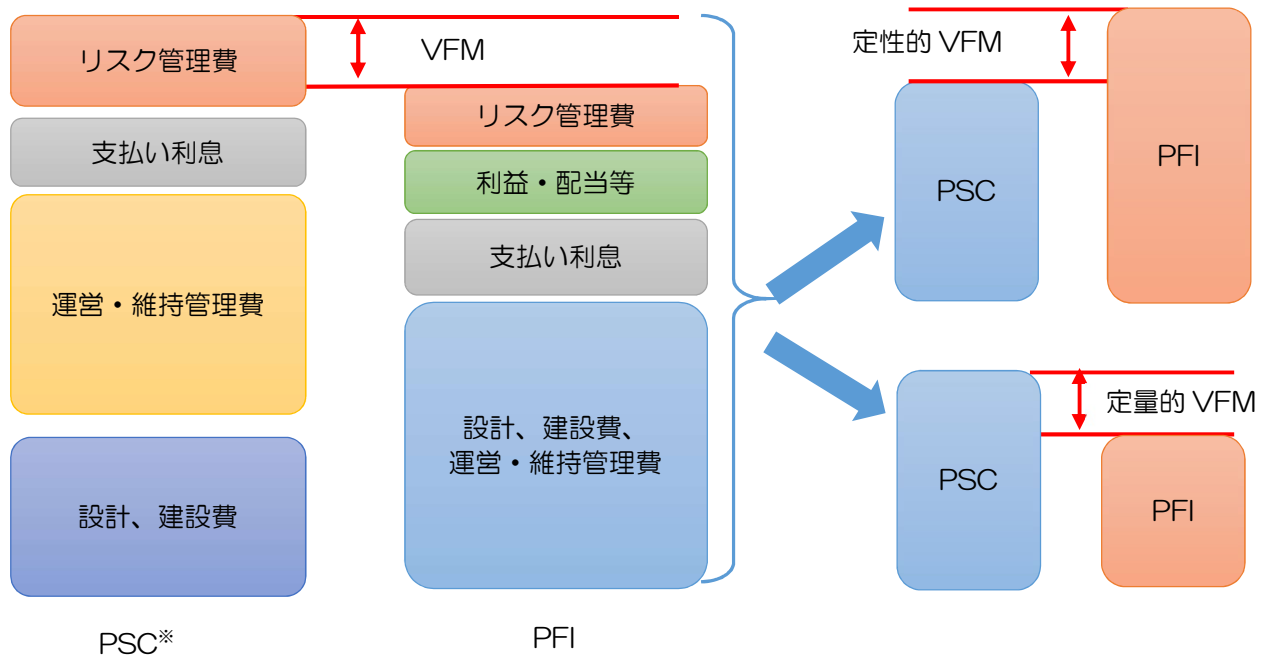 リスク管理費
支払い利息
運営・維持管理費
設計、建設費
PSC※
VFM
リスク管理費
利益・配当等
支払い利息
設計、建設費、
運営・維持管理費
PFI
定性的 VFM
PSC
PFI
定量的 VFM
PSC
PFI